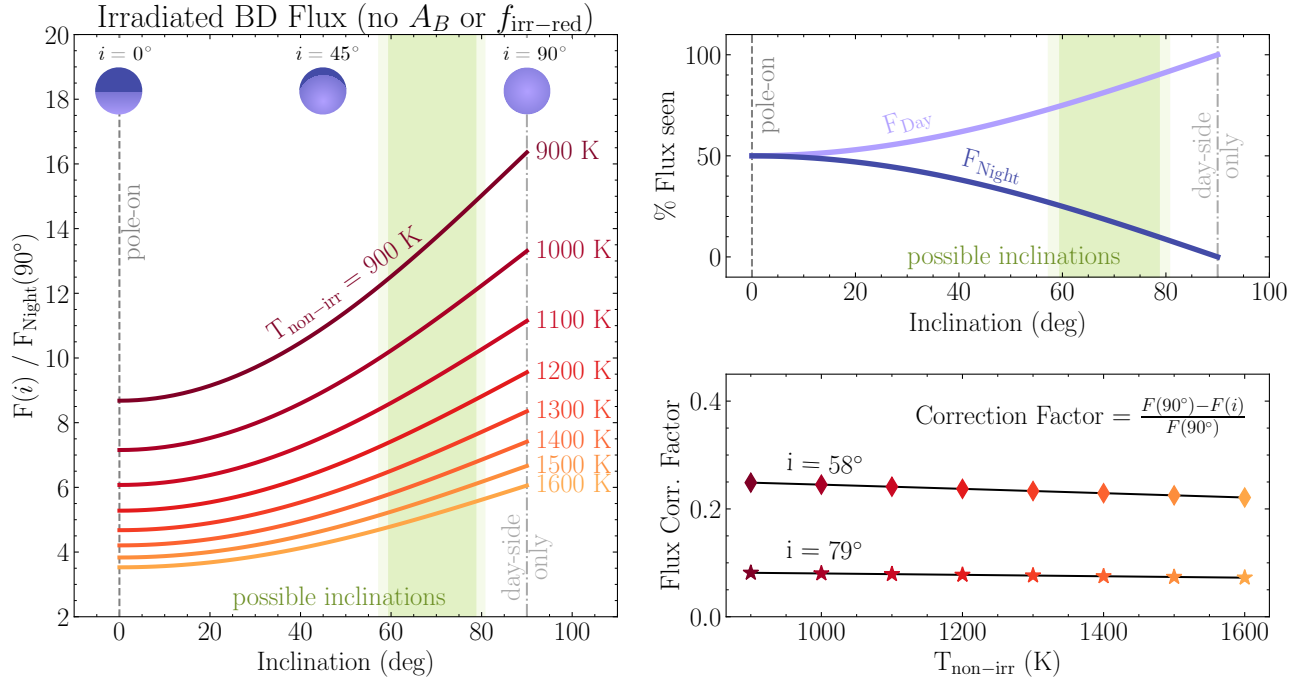 Irradiated BD Flux (no A_B or f_irr−red)
i = 0° i = 45° i = 90°
pole-on
day-side only
T_non−irr = 900 K
900 K
1000 K
1100 K
1200 K
1300 K
1400 K
1500 K
1600 K
possible inclinations
F(i) / F_Night(90°)
20
18
16
14
12
10
8
6
4
2
0 20 40 60 80 100
Inclination (deg)
% Flux seen
100
50
0
pole-on
F_Day
F_Night
day-side
only
possible inclinations
0 20 40 60 80 100
Inclination (deg)
Flux Corr. Factor
0.4
0.2
0.0
Correction Factor = F(90°)−F(i) / F(90°)
i = 58°
i = 79°
1000 1200 1400 1600
T_non−irr (K)